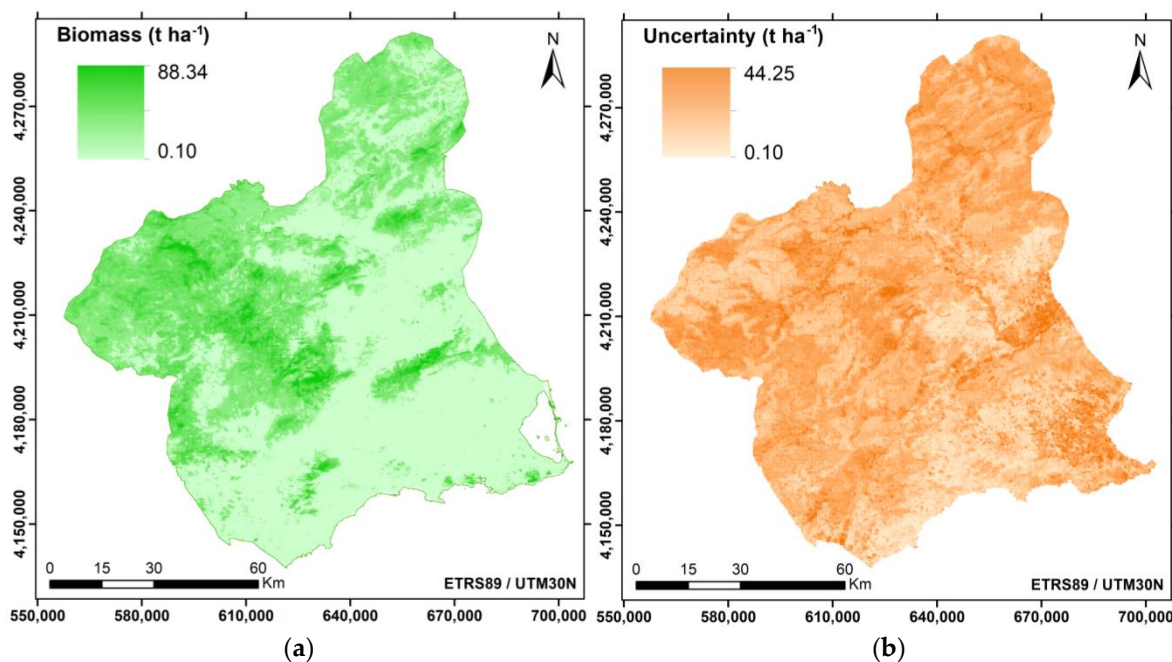 Biomass (t ha⁻¹)
88.34
0.10
N
4,270,000
4,240,000
4,210,000
4,180,000
4,150,000
0 15 30 60
Km
ETRS89 / UTM30N
550,000 580,000 610,000 640,000 670,000 700,000
(a)
Uncertainty (t ha⁻¹)
44.25
0.10
N
4,270,000
4,240,000
4,210,000
4,180,000
4,150,000
0 15 30 60
Km
ETRS89 / UTM30N
550,000 580,000 610,000 640,000 670,000 700,000
(b)